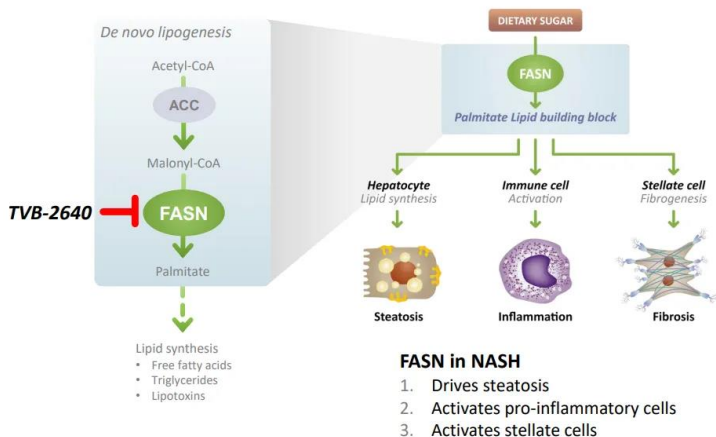 De novo lipogenesis
Acetyl-CoA
ACC
Malonyl-CoA
TVB-2640
FASN
Palmitate
Lipid synthesis
• Free fatty acids
• Triglycerides
• Lipotoxins
DIETARY SUGAR
FASN
Palmitate Lipid building block
Hepatocyte
Lipid synthesis
Immune cell
Activation
Stellate cell
Fibrogenesis
Steatosis
Inflammation
Fibrosis
FASN in NASH
1. Drives steatosis
2. Activates pro-inflammatory cells
3. Activates stellate cells